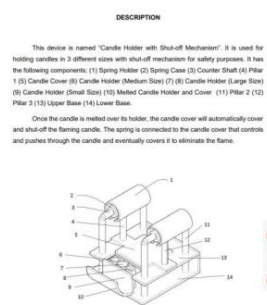 DESCRIPTION
This device is named "Candle Holder with Shut-off Mechanism". It is used for
holding candles in 3 different sizes with shut-off mechanism for safety purposes. It has
the following components; (1) Spring Holder (2) Spring Case (3) Counter Shaft (4) Pillar
1 (5) Candle Cover (6) Candle Holder (Medium Size) (7) (8) Candle Holder (Large Size)
(9) Candle Holder (Small Size) (10) Melted Candle Holder and Cover (11) Pillar 2 (12)
Pillar 3 (13) Upper Base (14) Lower Base.
Once the candle is melted over its holder, the candle cover will automatically cover
and shut-off the flaming candle. The spring is connected to the candle cover that controls
and pushes through the candle and eventually covers it to eliminate the flame.
1
2
3
4
5
11
12
6
13
7
8
14
9
10